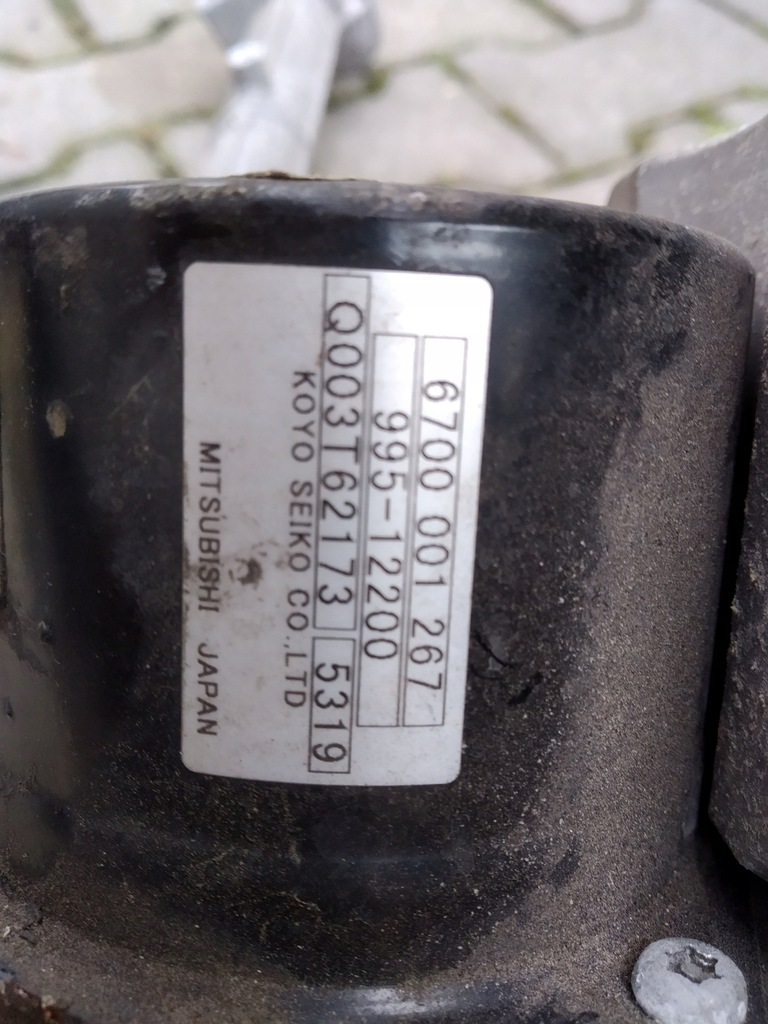 6700 001 267
995-12200
Q003T62173 5319
KOYO SEIKO CO.,LTD
MITSUBISHI JAPAN